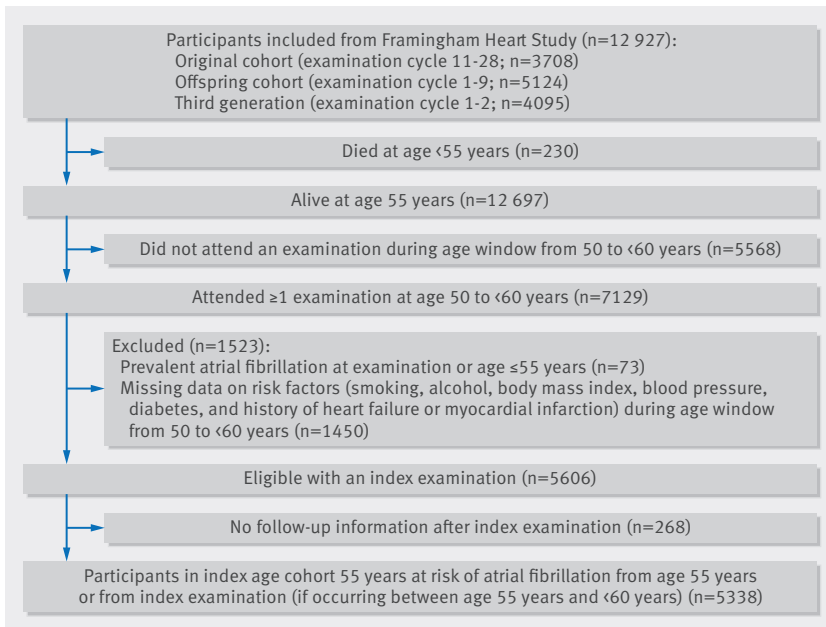 Participants included from Framingham Heart Study (n=12 927):
Original cohort (examination cycle 11-28; n=3708)
Offspring cohort (examination cycle 1-9; n=5124)
Third generation (examination cycle 1-2; n=4095)
Died at age <55 years (n=230)
Alive at age 55 years (n=12 697)
Did not attend an examination during age window from 50 to <60 years (n=5568)
Attended ≥1 examination at age 50 to <60 years (n=7129)
Excluded (n=1523):
Prevalent atrial fibrillation at examination or age ≤55 years (n=73)
Missing data on risk factors (smoking, alcohol, body mass index, blood pressure,
diabetes, and history of heart failure or myocardial infarction) during age window
from 50 to <60 years (n=1450)
Eligible with an index examination (n=5606)
No follow-up information after index examination (n=268)
Participants in index age cohort 55 years at risk of atrial fibrillation from age 55 years
or from index examination (if occurring between age 55 years and <60 years) (n=5338)